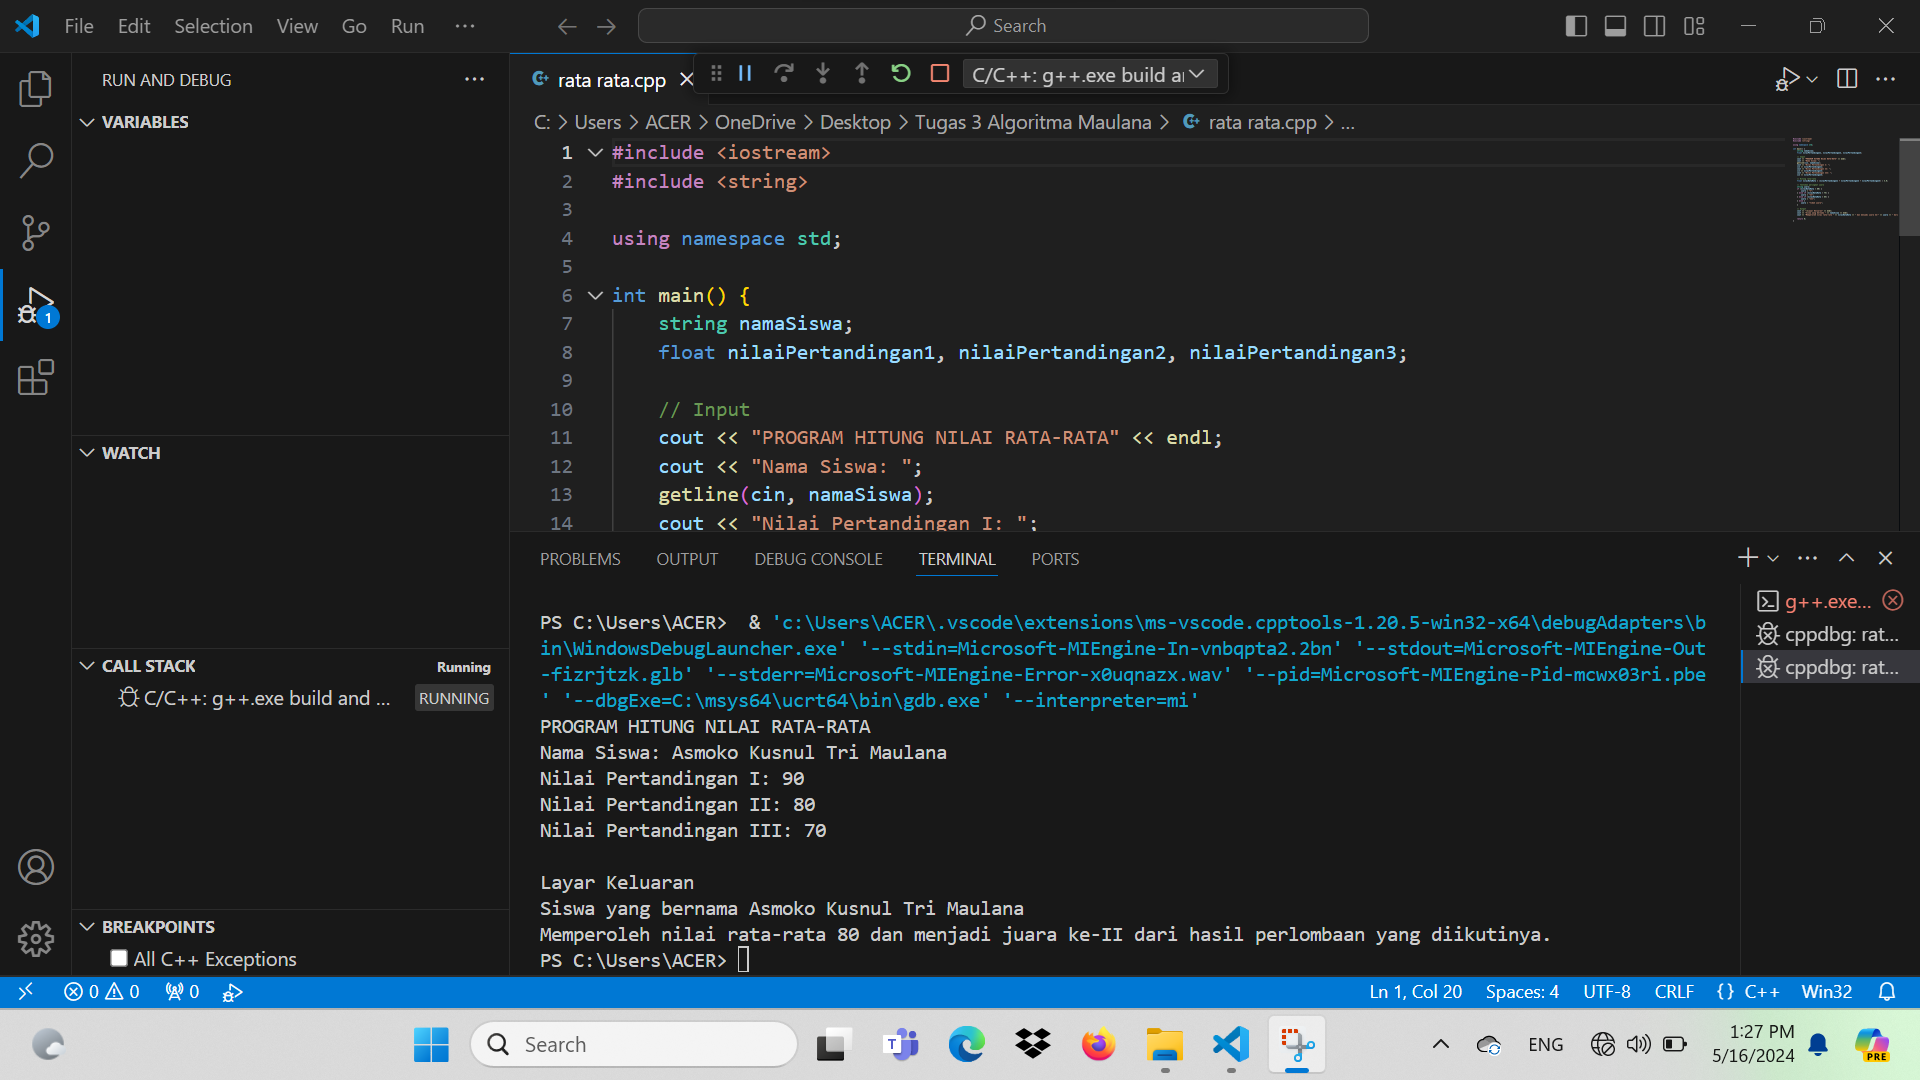 File Edit Selection View Go Run ··· Search
RUN AND DEBUG ···
rata rata.cpp
C/C++: g++.exe build ar
VARIABLES
C: > Users > ACER > OneDrive > Desktop > Tugas 3 Algoritma Maulana > rata rata.cpp > ...
1 #include <iostream>
2 #include <string>
3
4 using namespace std;
5
6 int main() {
7 string namaSiswa;
8 float nilaiPertandingan1, nilaiPertandingan2, nilaiPertandingan3;
9
10 // Input
11 cout << "PROGRAM HITUNG NILAI RATA-RATA" << endl;
12 cout << "Nama Siswa: ";
13 getline(cin, namaSiswa);
14 cout << "Nilai Pertandingan I: ";
WATCH
CALL STACK Running
C/C++: g++.exe build and ... RUNNING
BREAKPOINTS
All C++ Exceptions
1
PROBLEMS OUTPUT DEBUG CONSOLE TERMINAL PORTS
PS C:\Users\ACER>  & 'c:\Users\ACER\.vscode\extensions\ms-vscode.cpptools-1.20.5-win32-x64\debugAdapters\b
in\WindowsDebugLauncher.exe' '--stdin=Microsoft-MIEngine-In-vnbqpta2.2bn' '--stdout=Microsoft-MIEngine-Out
-fizrjtzk.glb' '--stderr=Microsoft-MIEngine-Error-x0uqnazx.wav' '--pid=Microsoft-MIEngine-Pid-mcwx03ri.pbe
' '--dbgExe=C:\msys64\ucrt64\bin\gdb.exe' '--interpreter=mi'
PROGRAM HITUNG NILAI RATA-RATA
Nama Siswa: Asmoko Kusnul Tri Maulana
Nilai Pertandingan I: 90
Nilai Pertandingan II: 80
Nilai Pertandingan III: 70
Layar Keluaran
Siswa yang bernama Asmoko Kusnul Tri Maulana
Memperoleh nilai rata-rata 80 dan menjadi juara ke-II dari hasil perlombaan yang diikutinya.
PS C:\Users\ACER>
g++.exe...
cppdbg: rat...
cppdbg: rat...
0 0 0 Ln 1, Col 20 Spaces: 4 UTF-8 CRLF {} C++ Win32
Search ENG 1:27 PM
5/16/2024
PRE